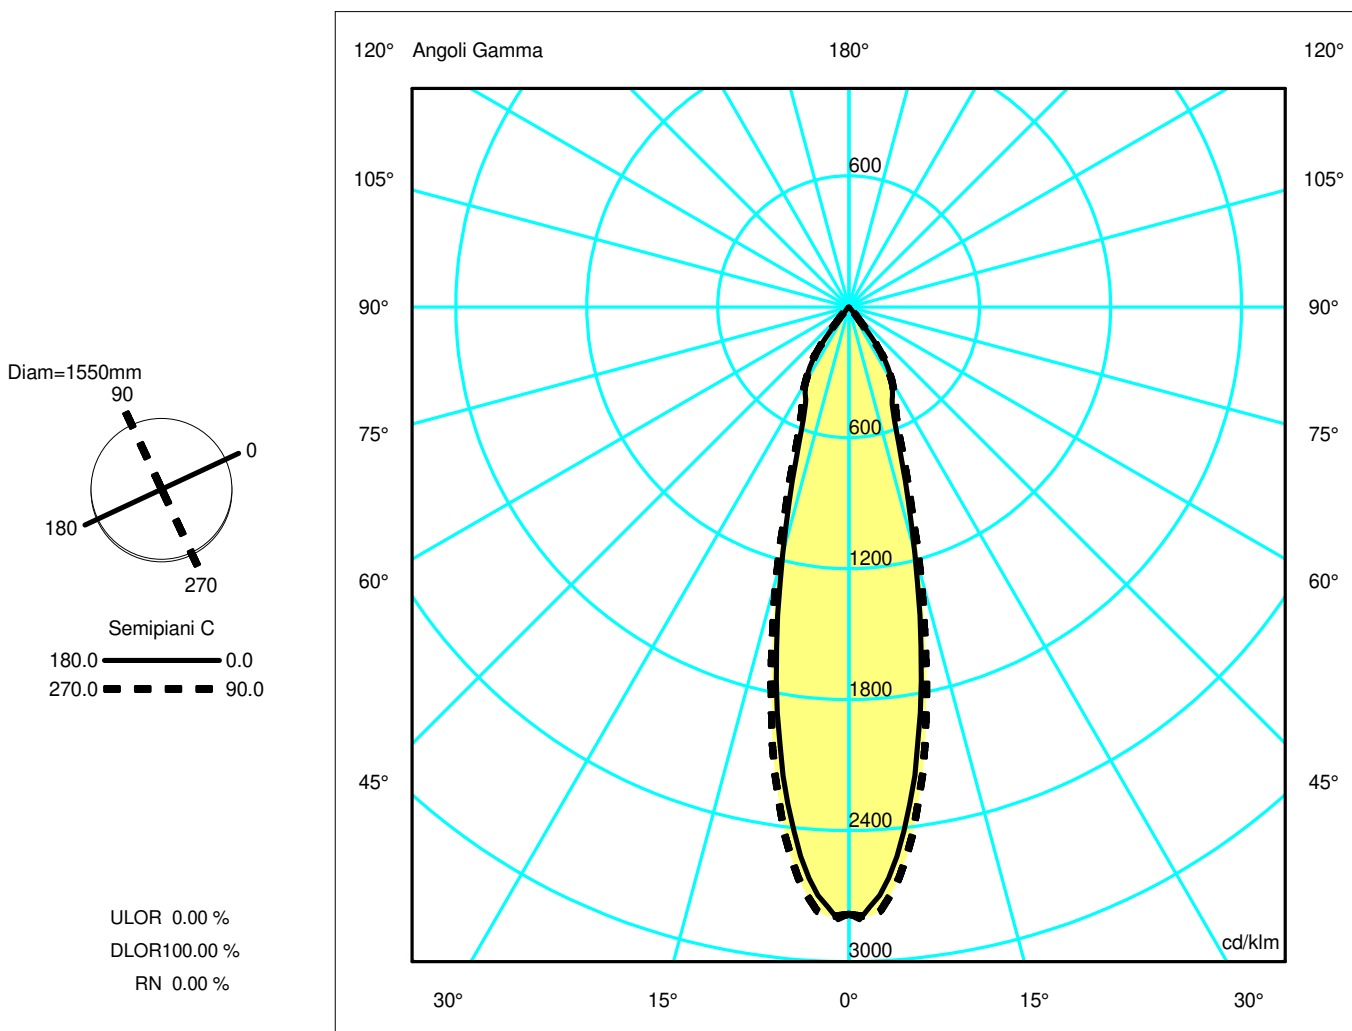 120° Angoli Gamma 180° 120°
600
105° 105°
90° 90°
Diam=1550mm
90
0
180
270
75° 600 75°
1200
60° 60°
Semipiani C
180.0 0.0
270.0 90.0
1800
45° 45°
2400
ULOR 0.00 %
DLOR100.00 %
RN 0.00 %
cd/klm
3000
30° 15° 0° 15° 30°